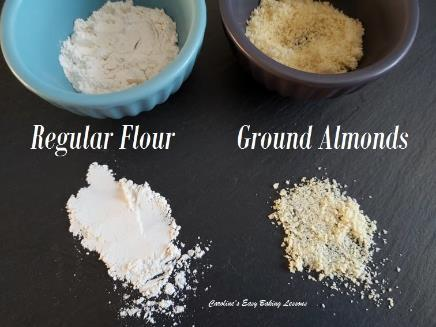 Regular Flour
Ground Almonds
Caroline's Easy Baking Lessons